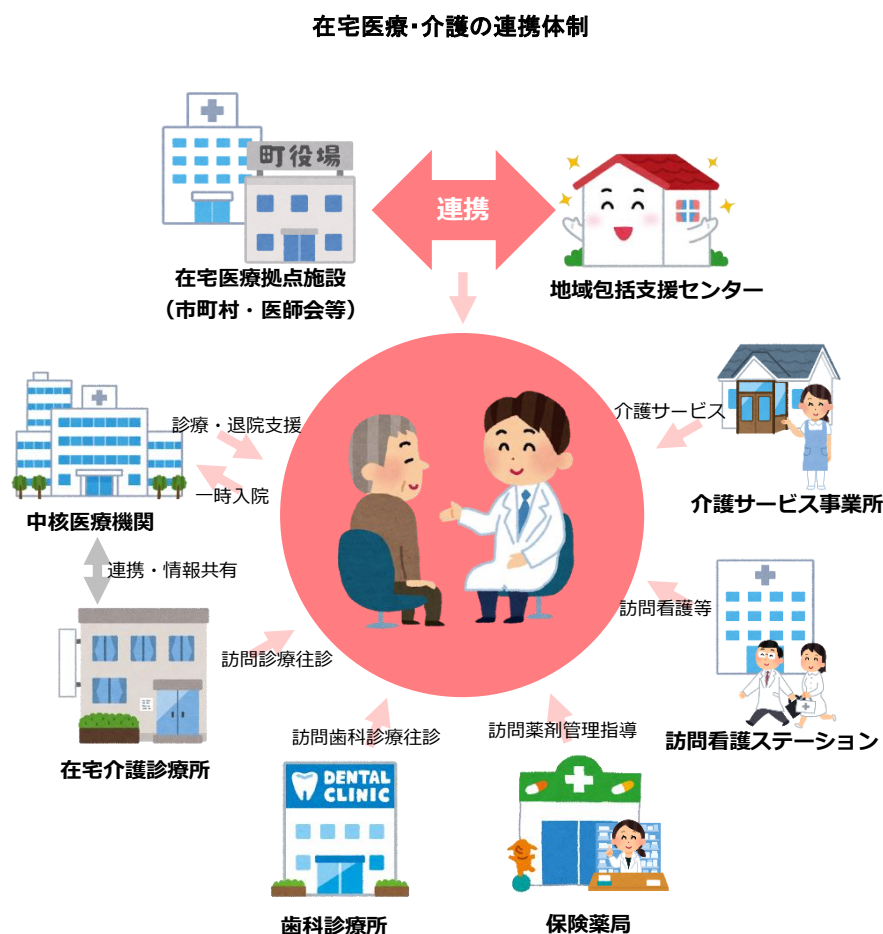 在宅医療・介護の連携体制
町役場
連携
在宅医療拠点施設
（市町村・医師会等）
地域包括支援センター
診療・退院支援
一時入院
中核医療機関
介護サービス
介護サービス事業所
連携・情報共有
訪問看護等
訪問診療往診
在宅介護診療所
訪問看護ステーション
訪問歯科診療往診
訪問薬剤管理指導
DENTAL
CLINIC
歯科診療所
保険薬局